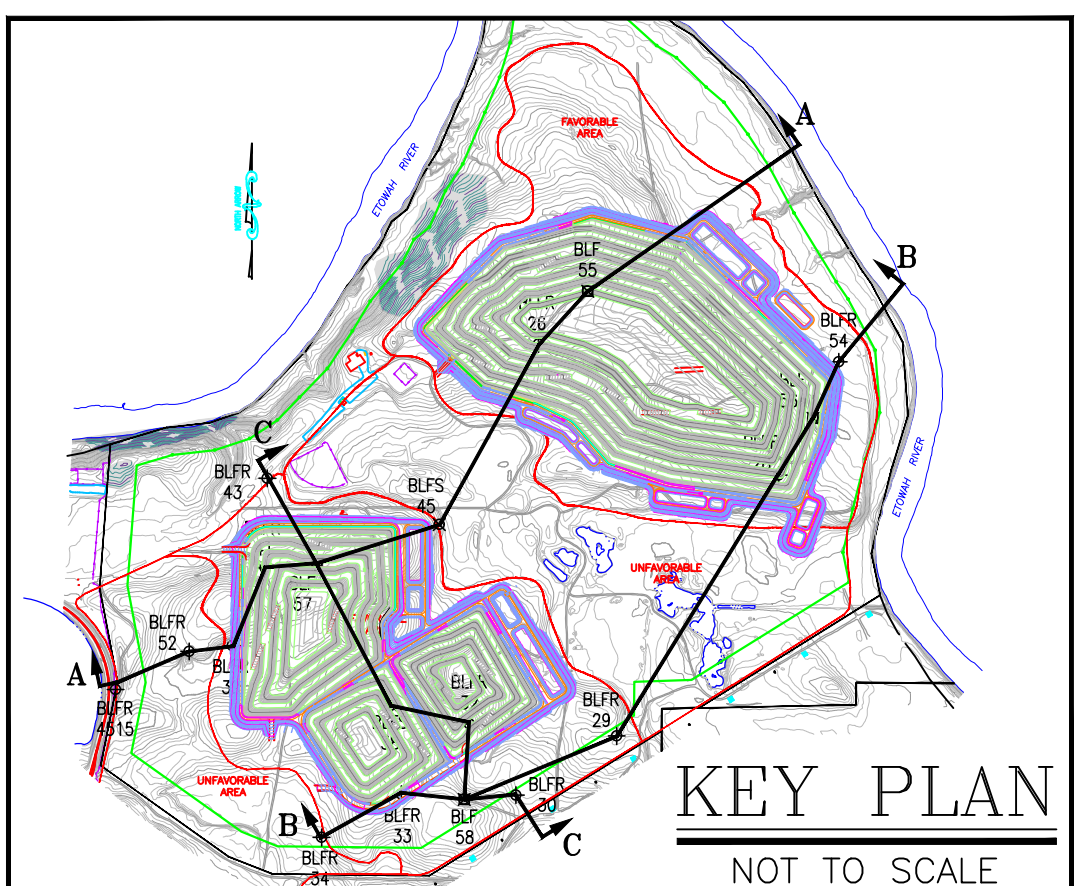 FAVORABLE
AREA
A
ETOWAH RIVER
B
BLF
55
26
BLFR
54
C
BLFR
43
BLFS
45
ETOWAH RIVER
UNFAVORABLE
AREA
57
BLFR
52
A
BLFR
4515
BLFR
29
UNFAVORABLE
AREA
BLFR
30
B
BLFR
33
BLF
58
C
BLFR
34
KEY PLAN
NOT TO SCALE